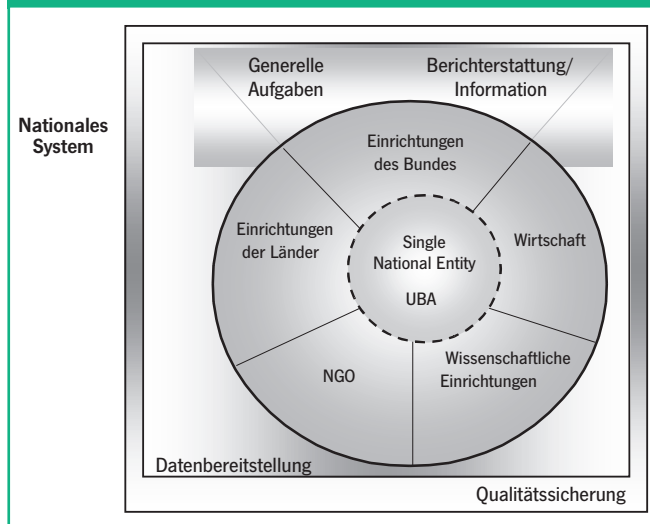 Generelle
Aufgaben
Berichterstattung/
Information
Nationales
System
Einrichtungen
des Bundes
Einrichtungen
der Länder
Single
National Entity
UBA
Wirtschaft
NGO
Wissenschaftliche
Einrichtungen
Datenbereitstellung
Qualitätssicherung